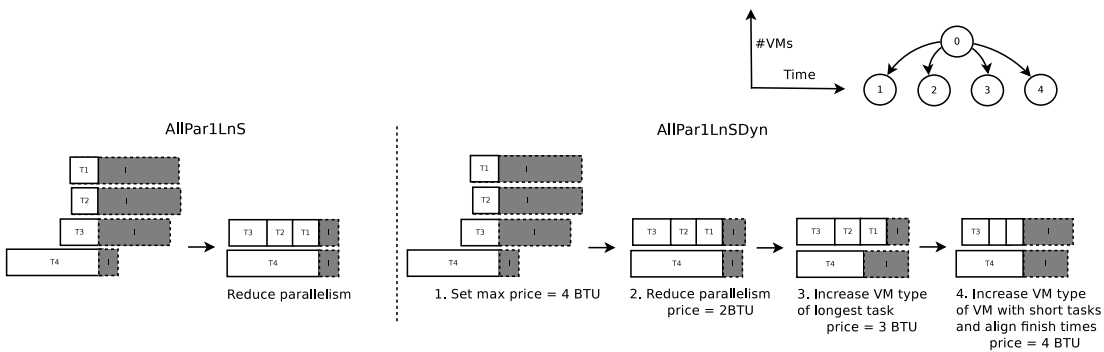 #VMs
Time
0
1
2
3
4
AllPar1LnS
AllPar1LnSDyn
T1
I
T2
I
T3
I
T4
I
T3
T2
T1
I
T4
I
Reduce parallelism
T1
I
T2
I
T3
I
T4
I
1. Set max price = 4 BTU
T3
T2
T1
I
T4
I
2. Reduce parallelism
price = 2BTU
T3
T2
T1
I
T4
I
3. Increase VM type
of longest task
price = 3 BTU
T3
I
T4
I
4. Increase VM type
of VM with short tasks
and align finish times
price = 4 BTU